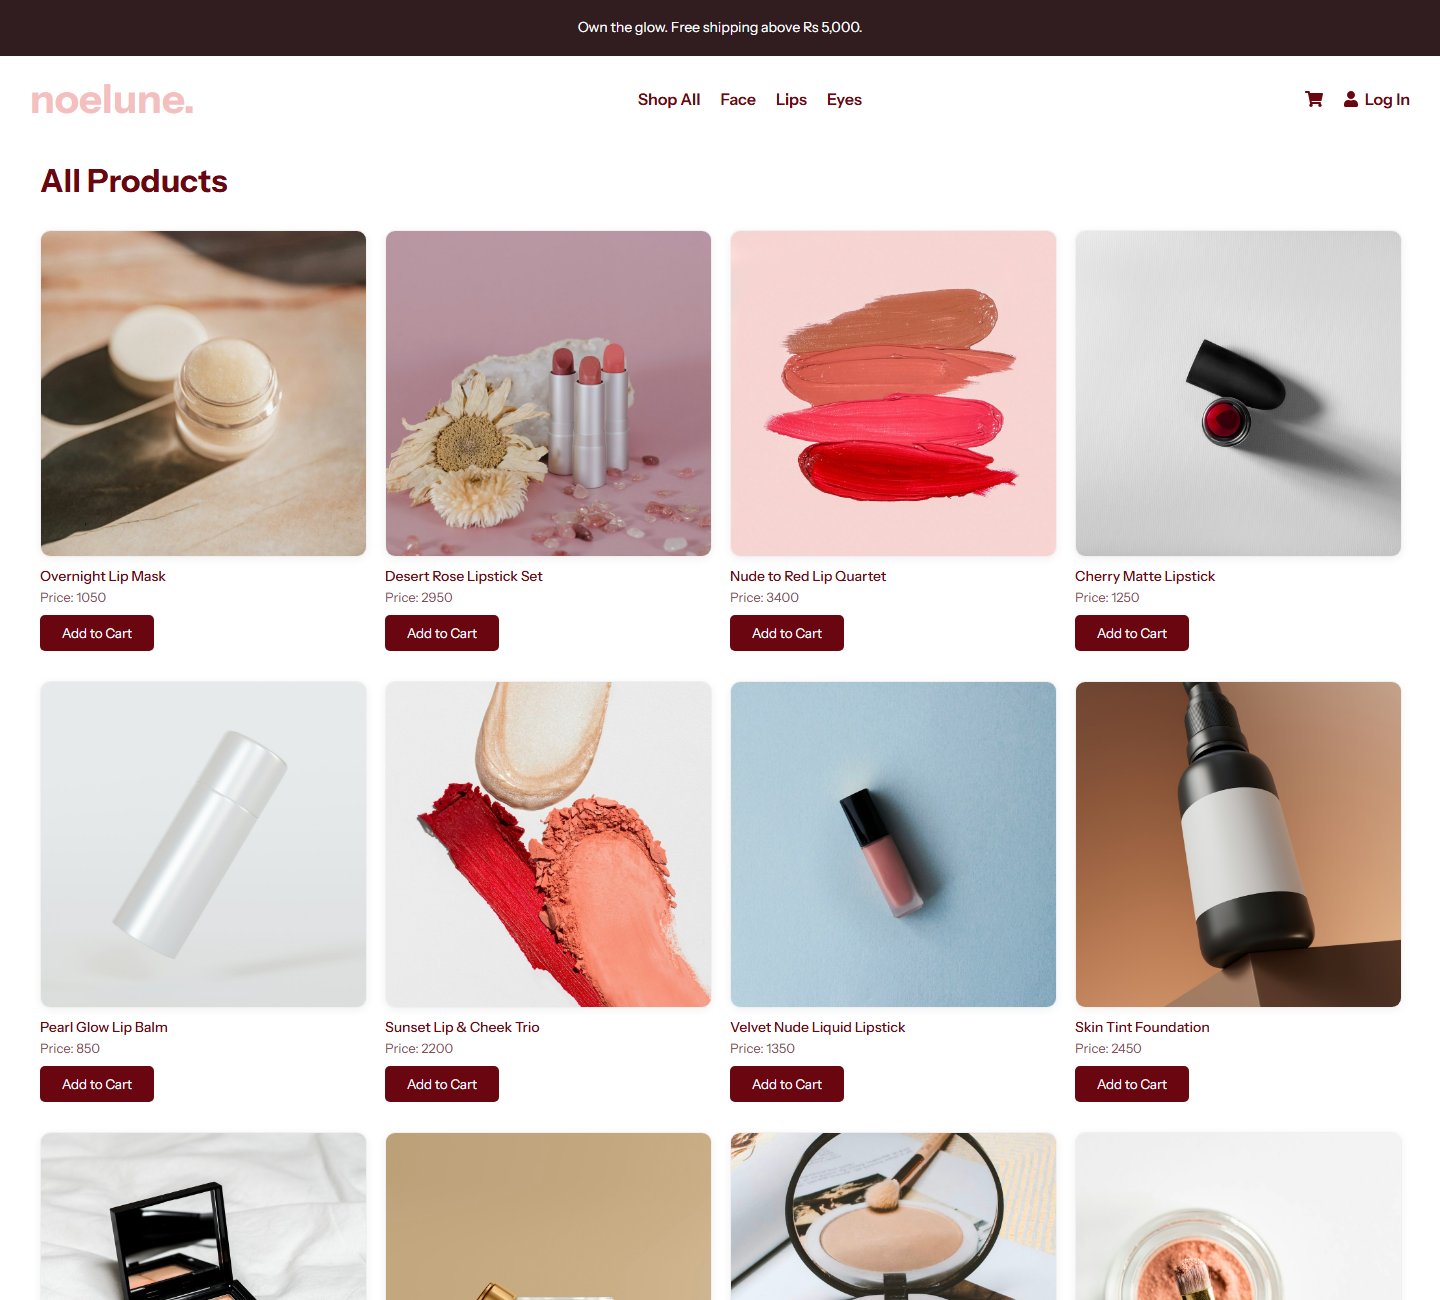 Own the glow. Free shipping above Rs 5,000.
noelune.
Shop All Face Lips Eyes
Log In
All Products
Overnight Lip Mask
Price: 1050
Add to Cart
Desert Rose Lipstick Set
Price: 2950
Add to Cart
Nude to Red Lip Quartet
Price: 3400
Add to Cart
Cherry Matte Lipstick
Price: 1250
Add to Cart
Pearl Glow Lip Balm
Price: 850
Add to Cart
Sunset Lip & Cheek Trio
Price: 2200
Add to Cart
Velvet Nude Liquid Lipstick
Price: 1350
Add to Cart
Skin Tint Foundation
Price: 2450
Add to Cart